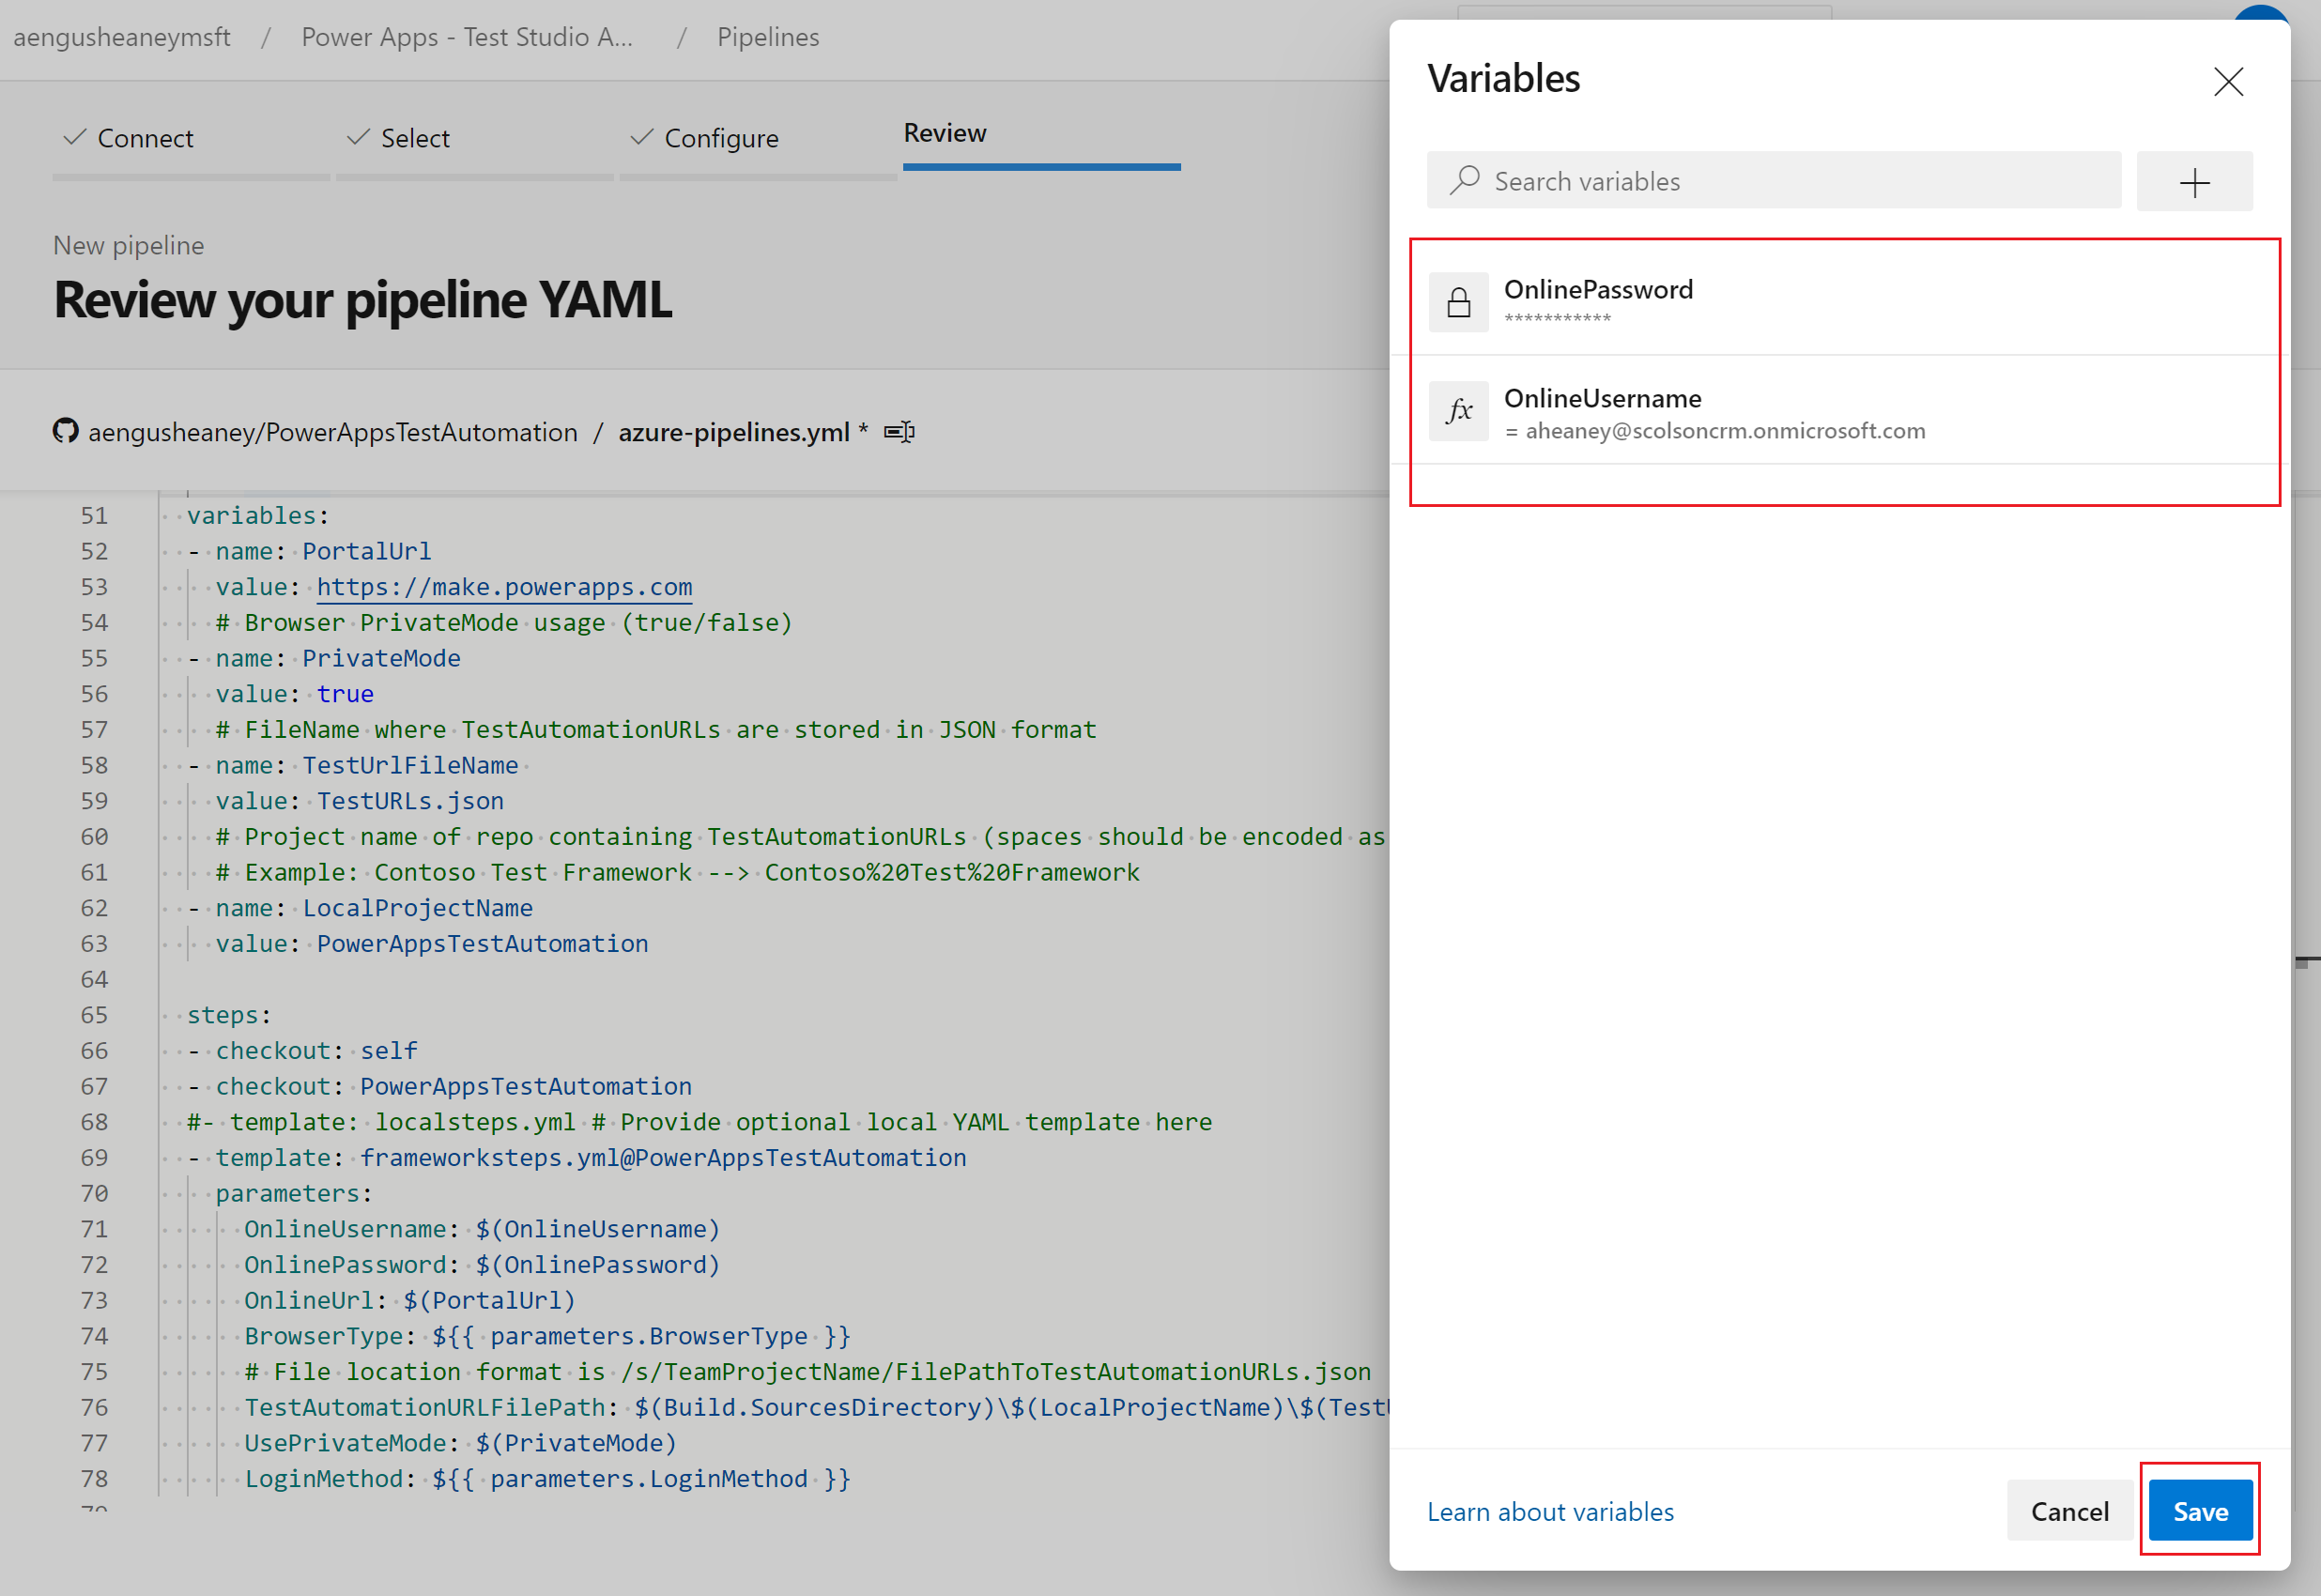 aengusheaneymsft / Power Apps - Test Studio A... / Pipelines
Connect
Select
Configure
Review
New pipeline
Review your pipeline YAML
aengusheaney/PowerAppsTestAutomation / azure-pipelines.yml *
51 variables:
52 - name: PortalUrl
53 value: https://make.powerapps.com
54 # Browser PrivateMode usage (true/false)
55 - name: PrivateMode
56 value: true
57 # FileName where TestAutomationURLs are stored in JSON format
58 - name: TestUrlFileName
59 value: TestURLs.json
60 # Project name of repo containing TestAutomationURLs (spaces should be encoded as
61 # Example: Contoso Test Framework --> Contoso%20Test%20Framework
62 - name: LocalProjectName
63 value: PowerAppsTestAutomation
64
65 steps:
66 - checkout: self
67 - checkout: PowerAppsTestAutomation
68 #- template: localsteps.yml # Provide optional local YAML template here
69 - template: frameworksteps.yml@PowerAppsTestAutomation
70 parameters:
71 OnlineUsername: $(OnlineUsername)
72 OnlinePassword: $(OnlinePassword)
73 OnlineUrl: $(PortalUrl)
74 BrowserType: ${{ parameters.BrowserType }}
75 # File location format is /s/TeamProjectName/FilePathToTestAutomationURLs.json
76 TestAutomationURLFilePath: $(Build.SourcesDirectory)\$(LocalProjectName)\$(Test
77 UsePrivateMode: $(PrivateMode)
78 LoginMethod: ${{ parameters.LoginMethod }}
79
Variables
Search variables
OnlinePassword
***********
fx
OnlineUsername
= aheaney@scolsoncrm.onmicrosoft.com
Learn about variables
Cancel
Save